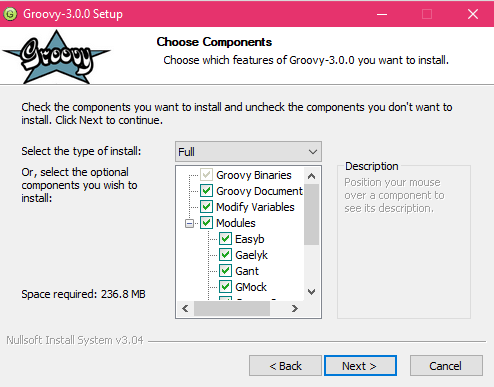 Groovy-3.0.0 Setup
Groovy
Choose Components
Choose which features of Groovy-3.0.0 you want to install.
Check the components you want to install and uncheck the components you don't want to
install. Click Next to continue.
Select the type of install:
Full
Or, select the optional
components you wish to
install:
Groovy Binaries
Groovy Document
Modify Variables
Modules
Easyb
Gaelyk
Gant
GMock
Description
Position your mouse
over a component to
see its description.
Space required: 236.8 MB
Nullsoft Install System v3.04
< Back
Next >
Cancel